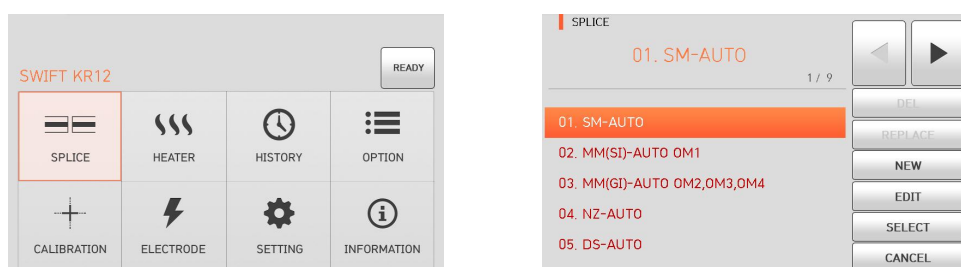 SWIFT KR12
READY
SPLICE
HEATER
HISTORY
OPTION
CALIBRATION
ELECTRODE
SETTING
INFORMATION
SPLICE
01. SM-AUTO
1 / 9
01. SM-AUTO
02. MM(SI)-AUTO OM1
03. MM(GI)-AUTO OM2,OM3,OM4
04. NZ-AUTO
05. DS-AUTO
DEL
REPLACE
NEW
EDIT
SELECT
CANCEL